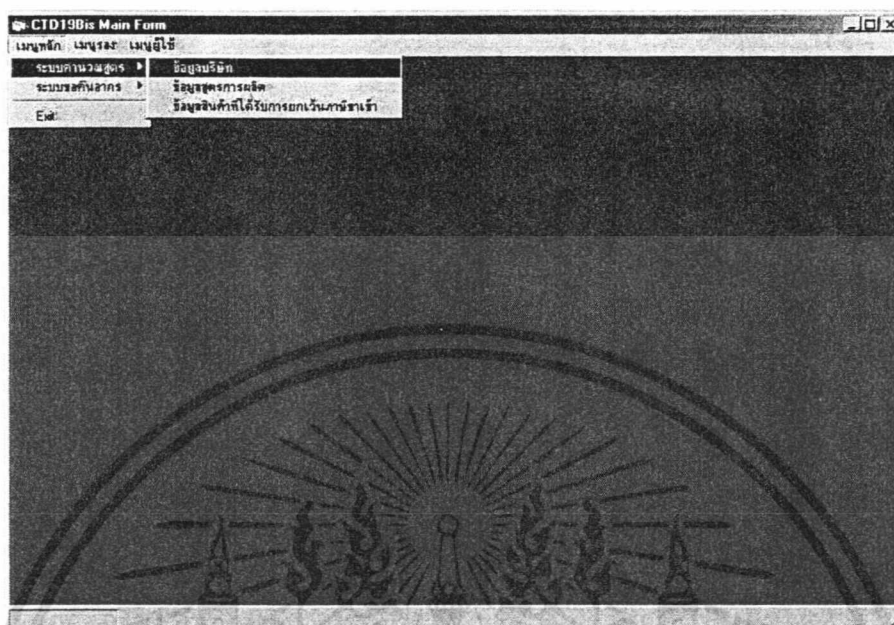 CTD19Bis Main Form
เมนูหลัก เมนูรอง เมนูผู้ใช้
ระบบคำนวณสูตร
ระบบขอคืนอากร
Exit
ข้อมูลบริษัท
ข้อมูลสูตรการผลิต
ข้อมูลสินค้าที่ได้รับการยกเว้นภาษีขาเข้า